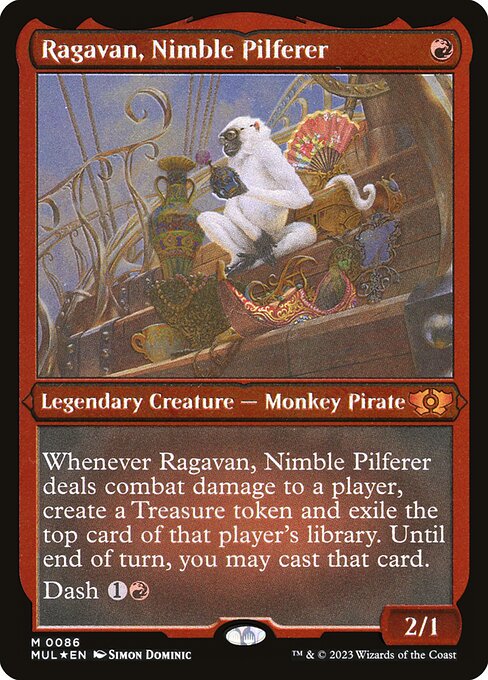 Ragavan, Nimble Pilferer
Legendary Creature — Monkey Pirate
Whenever Ragavan, Nimble Pilferer
deals combat damage to a player,
create a Treasure token and exile the
top card of that player's library. Until
end of turn, you may cast that card.
Dash 1
2/1
M 0086
MUL★EN Simon Dominic
™ & © 2023 Wizards of the Coast